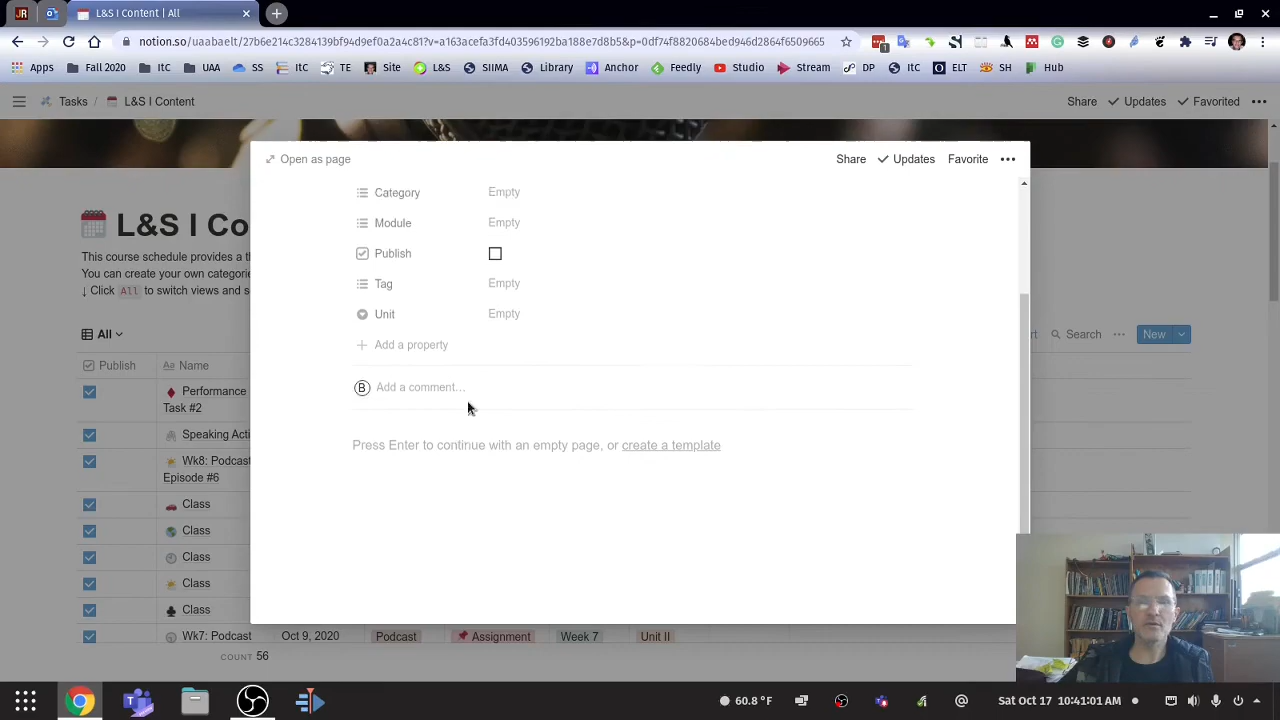 JR
L&S I Content | All
notion.so/uaabaelt/27b6e214c3284139bf94d9ef0a2a4c81?v=a163acefa3fd403596192ba188e7d8b5&p=0df74f8820684bed946d2864f6509665
1
Apps Fall 2020 ItC UAA SS ItC TE Site L&S SIIMA Library Anchor Feedly Studio Stream DP ItC ELT SH Hub
Tasks / L&S I Content
Share Updates Favorited
Open as page
Share Updates Favorite
Category Empty
Module Empty
Publish
Tag Empty
Unit Empty
Add a property
B Add a comment...
Press Enter to continue with an empty page, or create a template
L&S I Co
This course schedule provides a th
You can create your own categorie
↓ Click All to switch views and s
All
Search
New
Publish Aa Name
Performance
Task #2
Speaking Acti
Wk8: Podcast
Episode #6
Class
Class
Class
Class
Class
Wk7: Podcast Oct 9, 2020 Podcast Assignment Week 7 Unit II
COUNT 56
60.8 °F
Sat Oct 17 10:41:01 AM